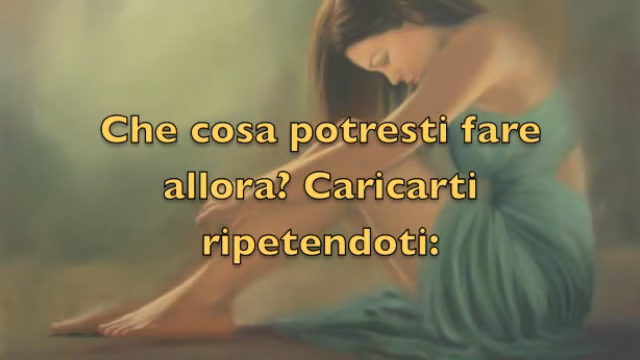 Che cosa potresti fare
allora? Caricarti
ripetendoti: